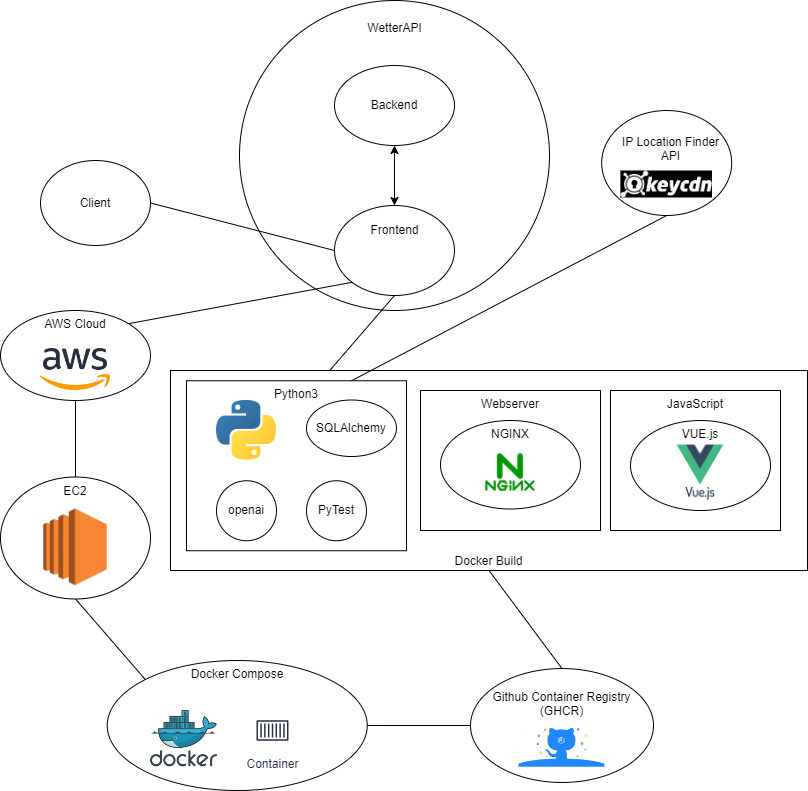 WetterAPI
Backend
IP Location Finder
API
keycdn
Client
Frontend
AWS Cloud
aws
Python3
SQLAlchemy
openai
PyTest
Webserver
NGINX
NGiNX
JavaScript
VUE.js
Vue.js
Docker Build
EC2
Docker Compose
docker
Container
Github Container Registry
(GHCR)